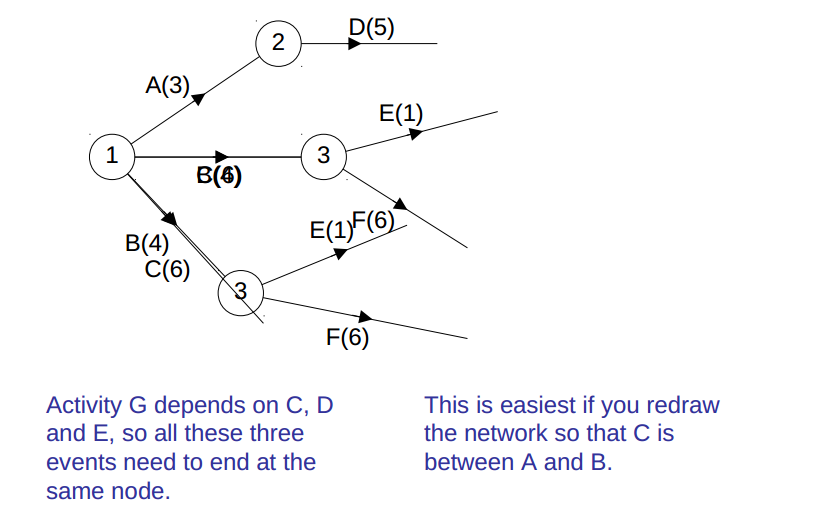 D(5)
2
A(3)
E(1)
1
3
B(4)
C(6)
E(1)
F(6)
3
F(6)
Activity G depends on C, D
and E, so all these three
events need to end at the
same node.
This is easiest if you redraw
the network so that C is
between A and B.